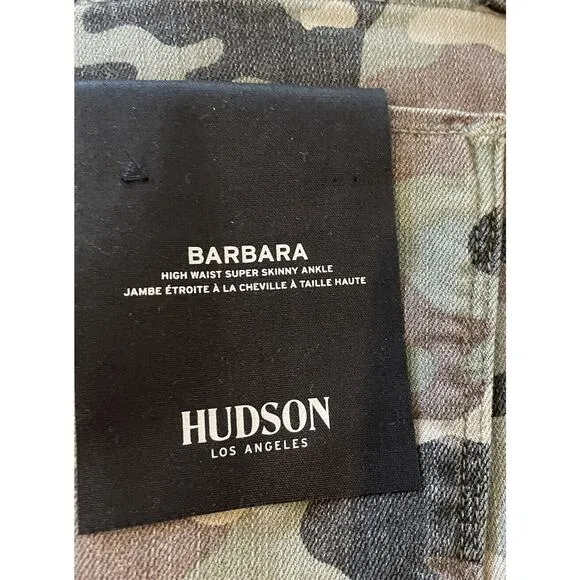 BARBARA
HIGH WAIST SUPER SKINNY ANKLE
JAMBE ÉTROITE À LA CHEVILLE À TAILLE HAUTE
HUDSON
LOS ANGELES